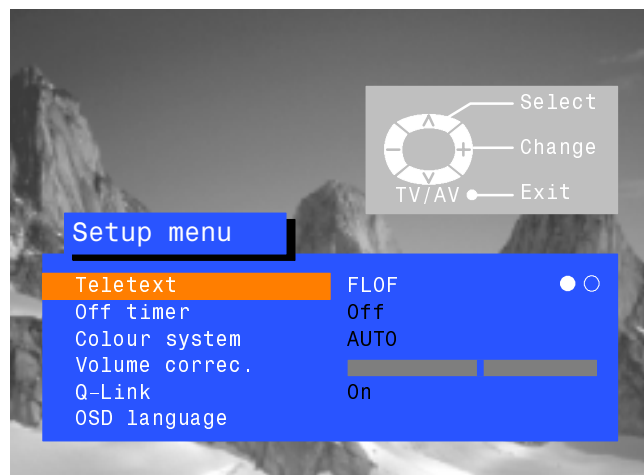 Select
Change
TV/AV Exit
Setup menu
Teletext FLOF
Off timer Off
Colour system AUTO
Volume correc.
Q–Link On
OSD language